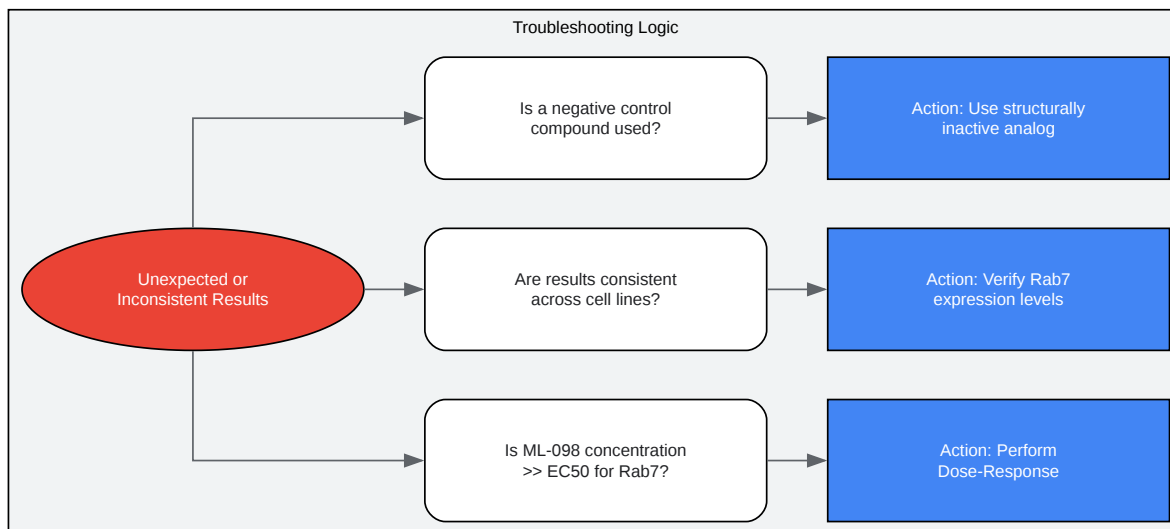 Troubleshooting Logic
Is a negative control
compound used?
Action: Use structurally
inactive analog
Unexpected or
Inconsistent Results
Are results consistent
across cell lines?
Action: Verify Rab7
expression levels
Is ML-098 concentration
>> EC50 for Rab7?
Action: Perform
Dose-Response